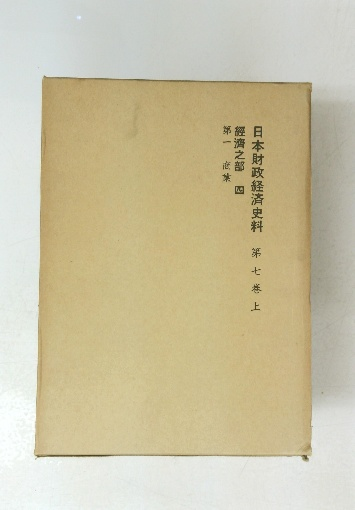 日本財政経済史料　第七巻上
經濟之部　四
第一　商業